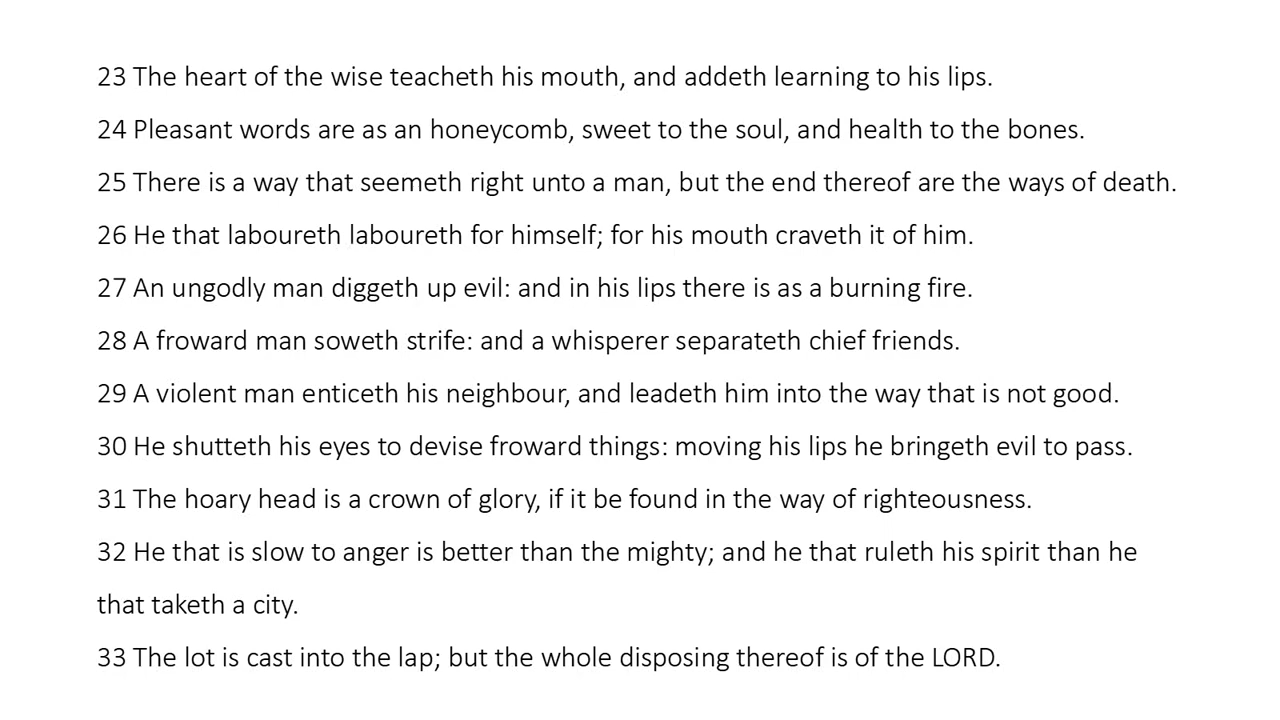 23 The heart of the wise teacheth his mouth, and addeth learning to his lips.
24 Pleasant words are as an honeycomb, sweet to the soul, and health to the bones.
25 There is a way that seemeth right unto a man, but the end thereof are the ways of death.
26 He that laboureth laboureth for himself; for his mouth craveth it of him.
27 An ungodly man diggeth up evil: and in his lips there is as a burning fire.
28 A froward man soweth strife: and a whisperer separateth chief friends.
29 A violent man enticeth his neighbour, and leadeth him into the way that is not good.
30 He shutteth his eyes to devise froward things: moving his lips he bringeth evil to pass.
31 The hoary head is a crown of glory, if it be found in the way of righteousness.
32 He that is slow to anger is better than the mighty; and he that ruleth his spirit than he
that taketh a city.
33 The lot is cast into the lap; but the whole disposing thereof is of the LORD.